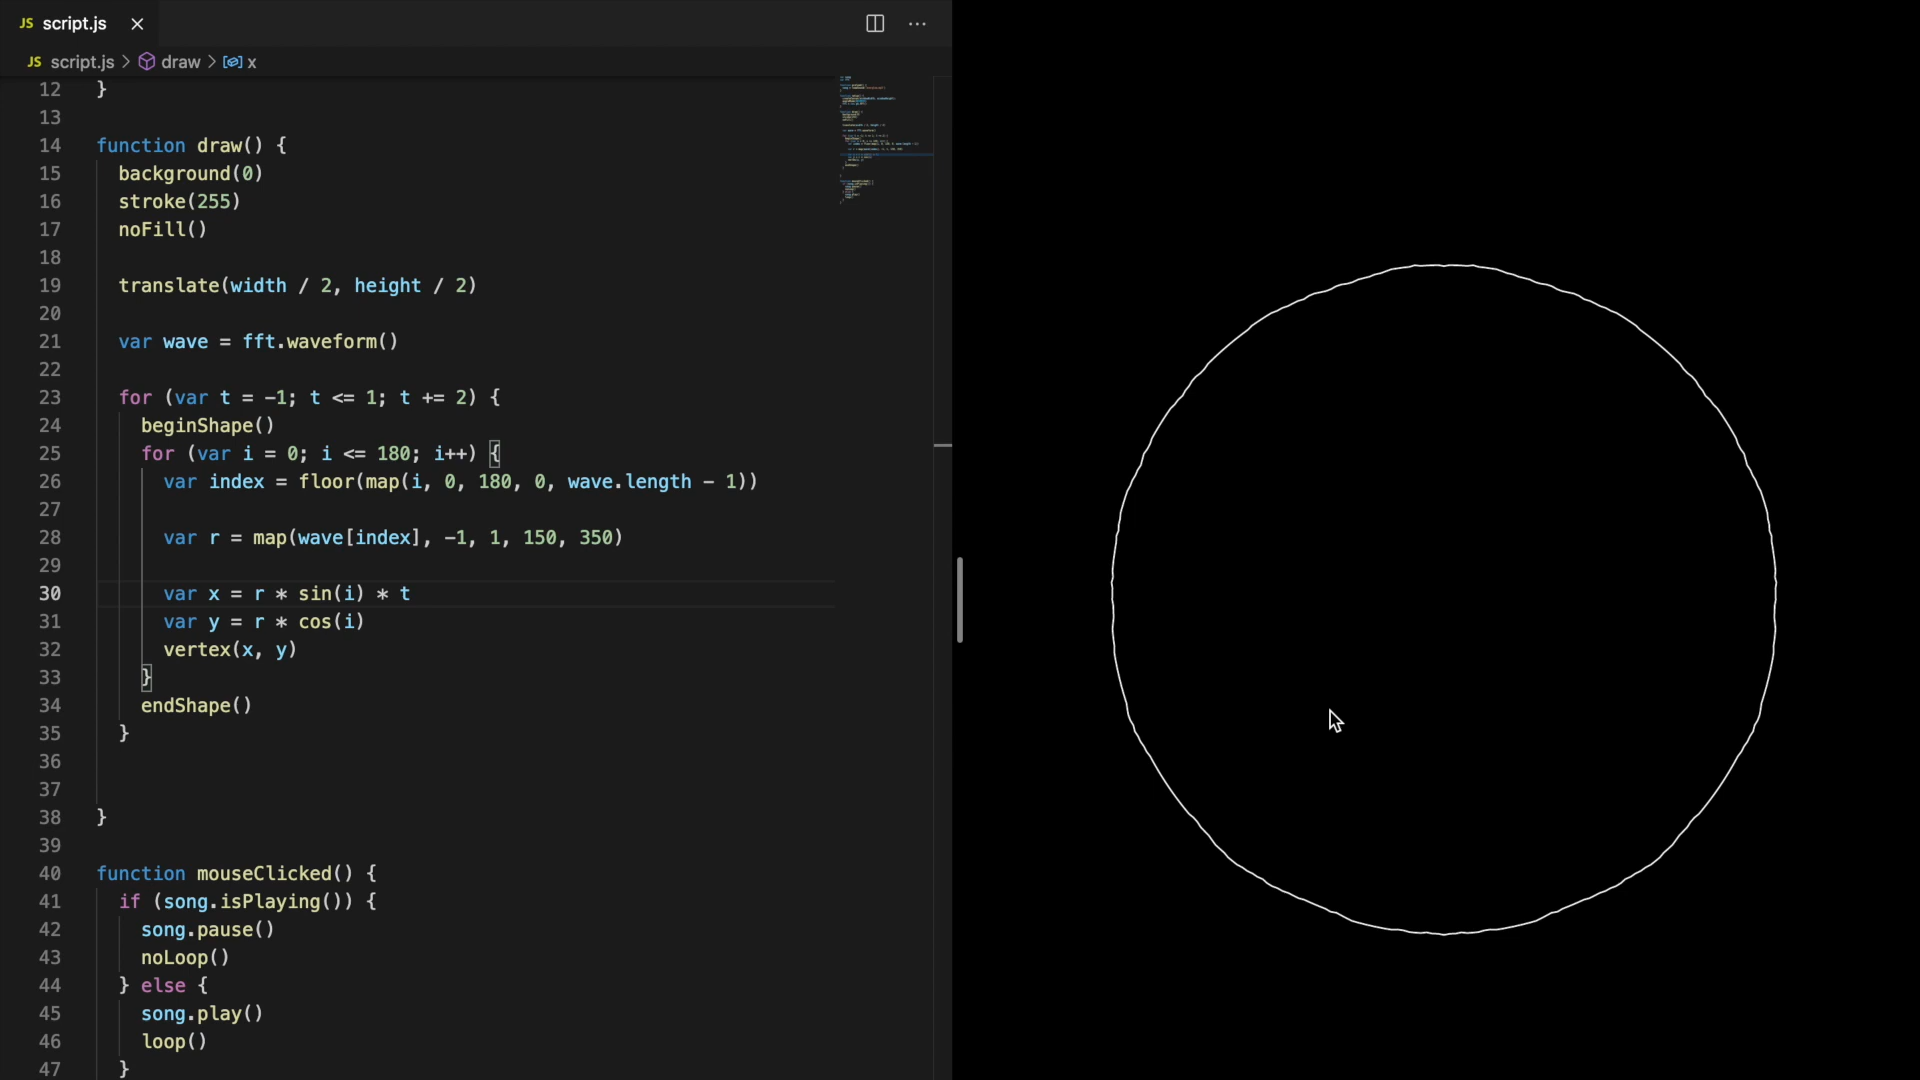 JS script.js
JS script.js > draw > x
12 }
13
14 function draw() {
15 background(0)
16 stroke(255)
17 noFill()
18
19 translate(width / 2, height / 2)
20
21 var wave = fft.waveform()
22
23 for (var t = -1; t <= 1; t += 2) {
24 beginShape()
25 for (var i = 0; i <= 180; i++) {
26 var index = floor(map(i, 0, 180, 0, wave.length - 1))
27
28 var r = map(wave[index], -1, 1, 150, 350)
29
30 var x = r * sin(i) * t
31 var y = r * cos(i)
32 vertex(x, y)
33 }
34 endShape()
35 }
36
37
38 }
39
40 function mouseClicked() {
41 if (song.isPlaying()) {
42 song.pause()
43 noLoop()
44 } else {
45 song.play()
46 loop()
47 }